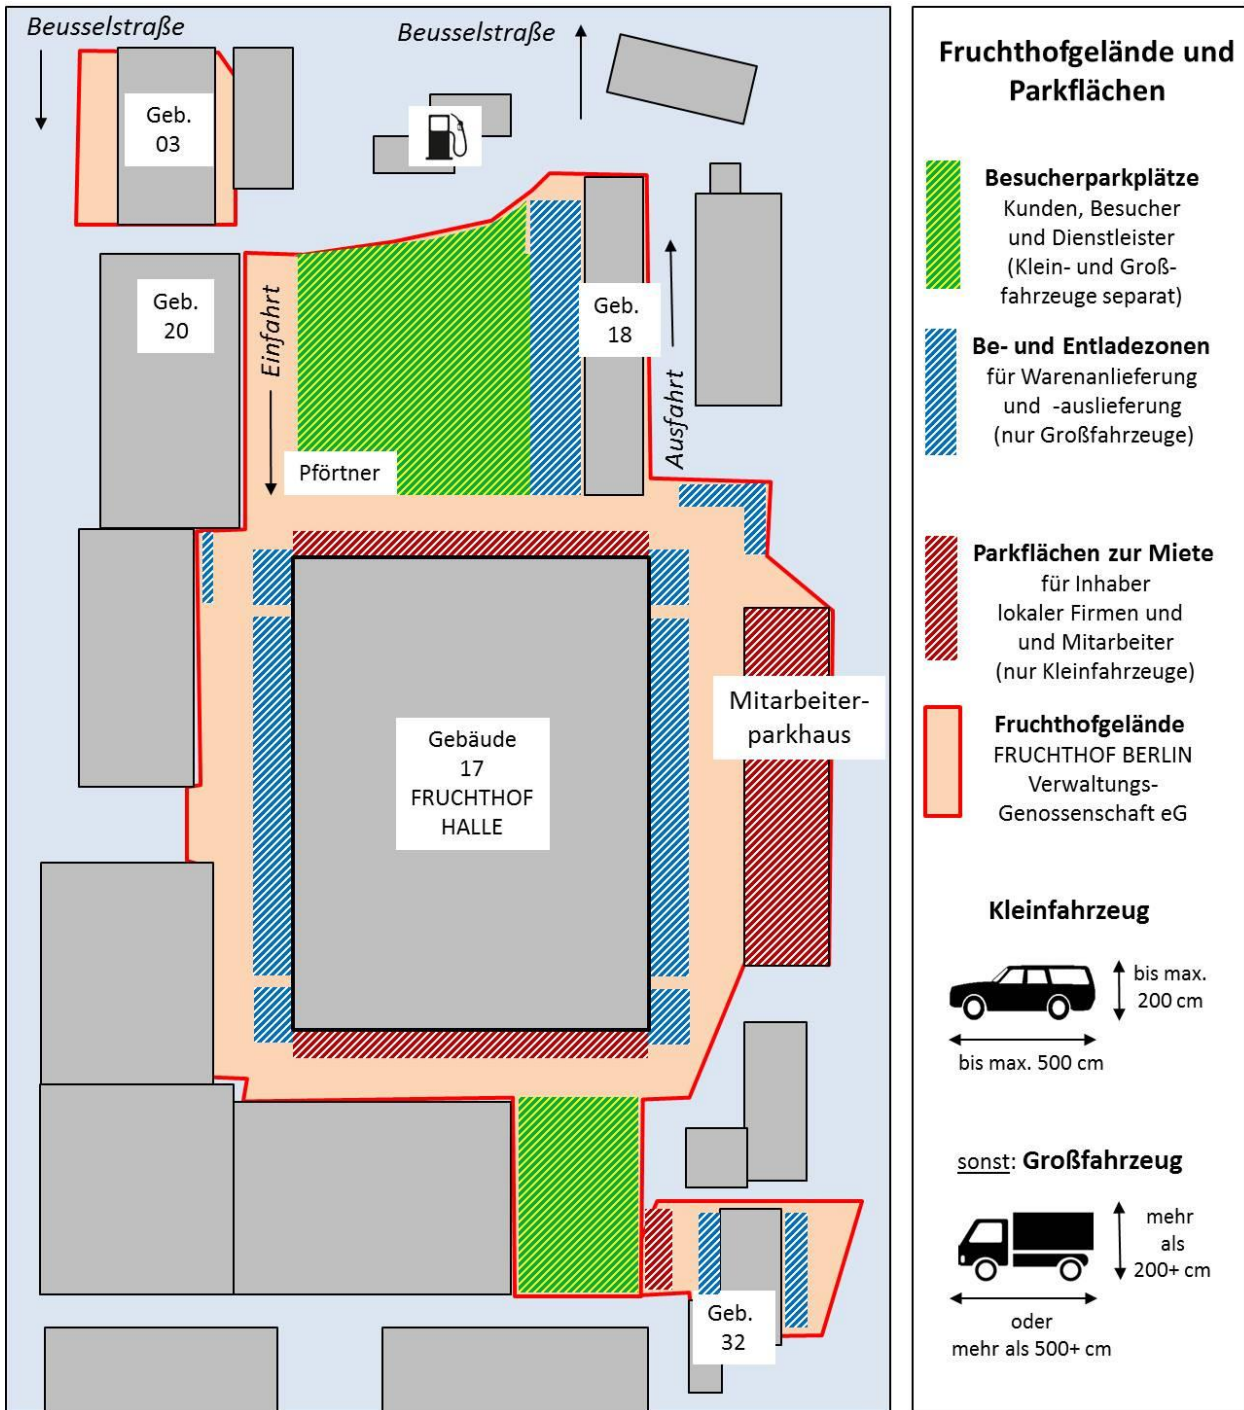 Beusselstraße
Beusselstraße
Geb.
03
Geb.
20
Einfahrt
Geb.
18
Ausfahrt
Pförtner
Gebäude
17
FRUCHTHOF
HALLE
Mitarbeiter-
parkhaus
Geb.
32
Fruchthofgelände und
Parkflächen
Besucherparkplätze
Kunden, Besucher
und Dienstleister
(Klein- und Groß-
fahrzeuge separat)
Be- und Entladezonen
für Warenanlieferung
und -auslieferung
(nur Großfahrzeuge)
Parkflächen zur Miete
für Inhaber
lokaler Firmen und
und Mitarbeiter
(nur Kleinfahrzeuge)
Fruchthofgelände
FRUCHTHOF BERLIN
Verwaltungs-
Genossenschaft eG
Kleinfahrzeug
bis max.
200 cm
bis max. 500 cm
sonst: Großfahrzeug
mehr
als
200+ cm
oder
mehr als 500+ cm